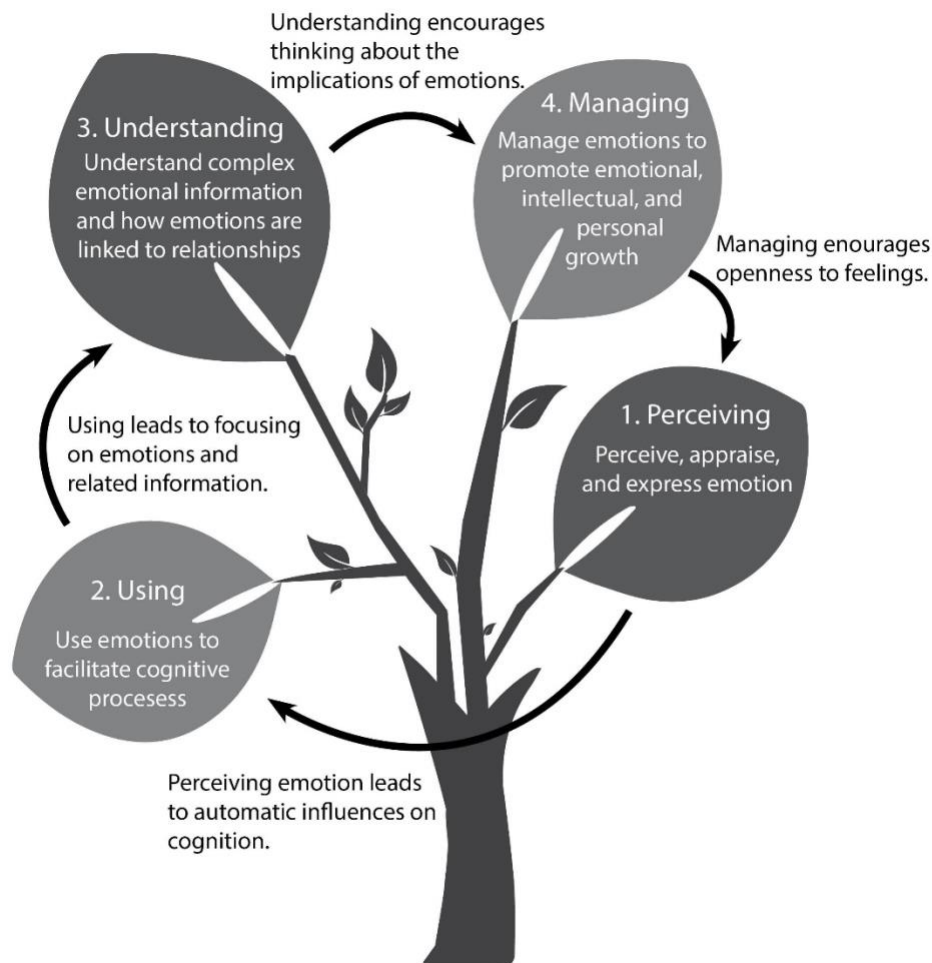 Understanding encourages
thinking about the
implications of emotions.
3. Understanding
Understand complex
emotional information
and how emotions are
linked to relationships
4. Managing
Manage emotions to
promote emotional,
intellectual, and
personal
growth
Managing enourages
openness to feelings.
1. Perceiving
Perceive, appraise,
and express emotion
Using leads to focusing
on emotions and
related information.
2. Using
Use emotions to
facilitate cognitive
procesess
Perceiving emotion leads
to automatic influences on
cognition.